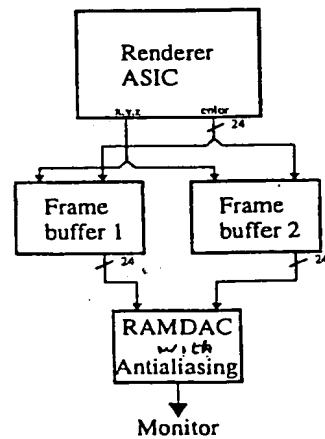 Renderer
ASIC
x,y,z color
24
Frame
buffer 1
Frame
buffer 2
24
24
RAMDAC
with
Antialiasing
Monitor